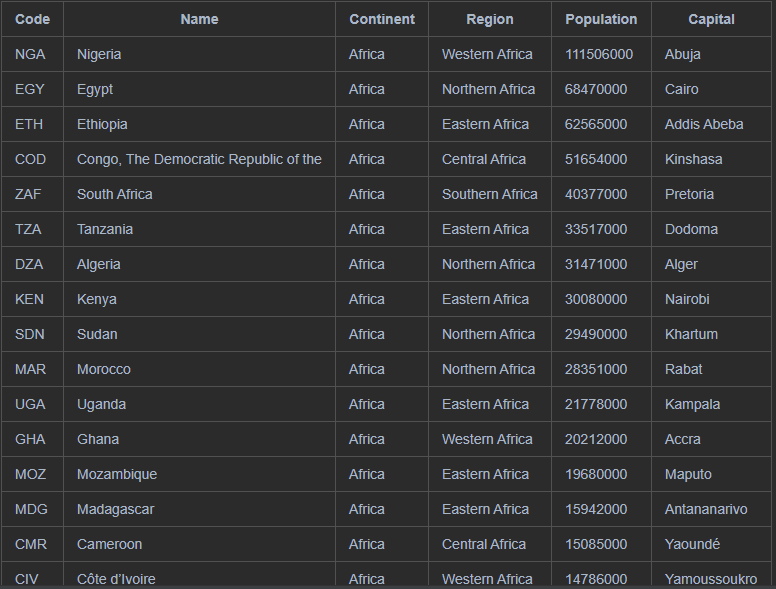 Code Name Continent Region Population Capital
NGA Nigeria Africa Western Africa 111506000 Abuja
EGY Egypt Africa Northern Africa 68470000 Cairo
ETH Ethiopia Africa Eastern Africa 62565000 Addis Abeba
COD Congo, The Democratic Republic of the Africa Central Africa 51654000 Kinshasa
ZAF South Africa Africa Southern Africa 40377000 Pretoria
TZA Tanzania Africa Eastern Africa 33517000 Dodoma
DZA Algeria Africa Northern Africa 31471000 Alger
KEN Kenya Africa Eastern Africa 30080000 Nairobi
SDN Sudan Africa Northern Africa 29490000 Khartum
MAR Morocco Africa Northern Africa 28351000 Rabat
UGA Uganda Africa Eastern Africa 21778000 Kampala
GHA Ghana Africa Western Africa 20212000 Accra
MOZ Mozambique Africa Eastern Africa 19680000 Maputo
MDG Madagascar Africa Eastern Africa 15942000 Antananarivo
CMR Cameroon Africa Central Africa 15085000 Yaoundé
CIV Côte d’Ivoire Africa Western Africa 14786000 Yamoussoukro